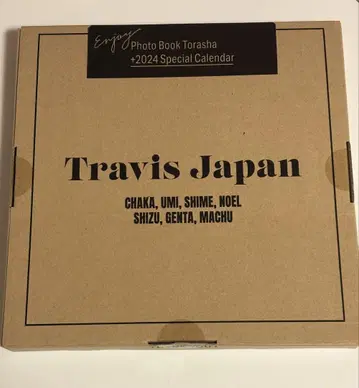 Enjoy
Photo Book Torasha
+2024 Special Calendar
Travis Japan
CHAKA, UMI, SHIME, NOEL
SHIZU, GENTA, MACHU